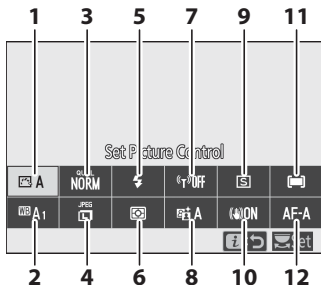 1 3 5 7 9 11
Set Picture Control
A QUAL NORM OFF S
WB A1 JPEG L A ON AF-A
i Set
2 4 6 8 10 12